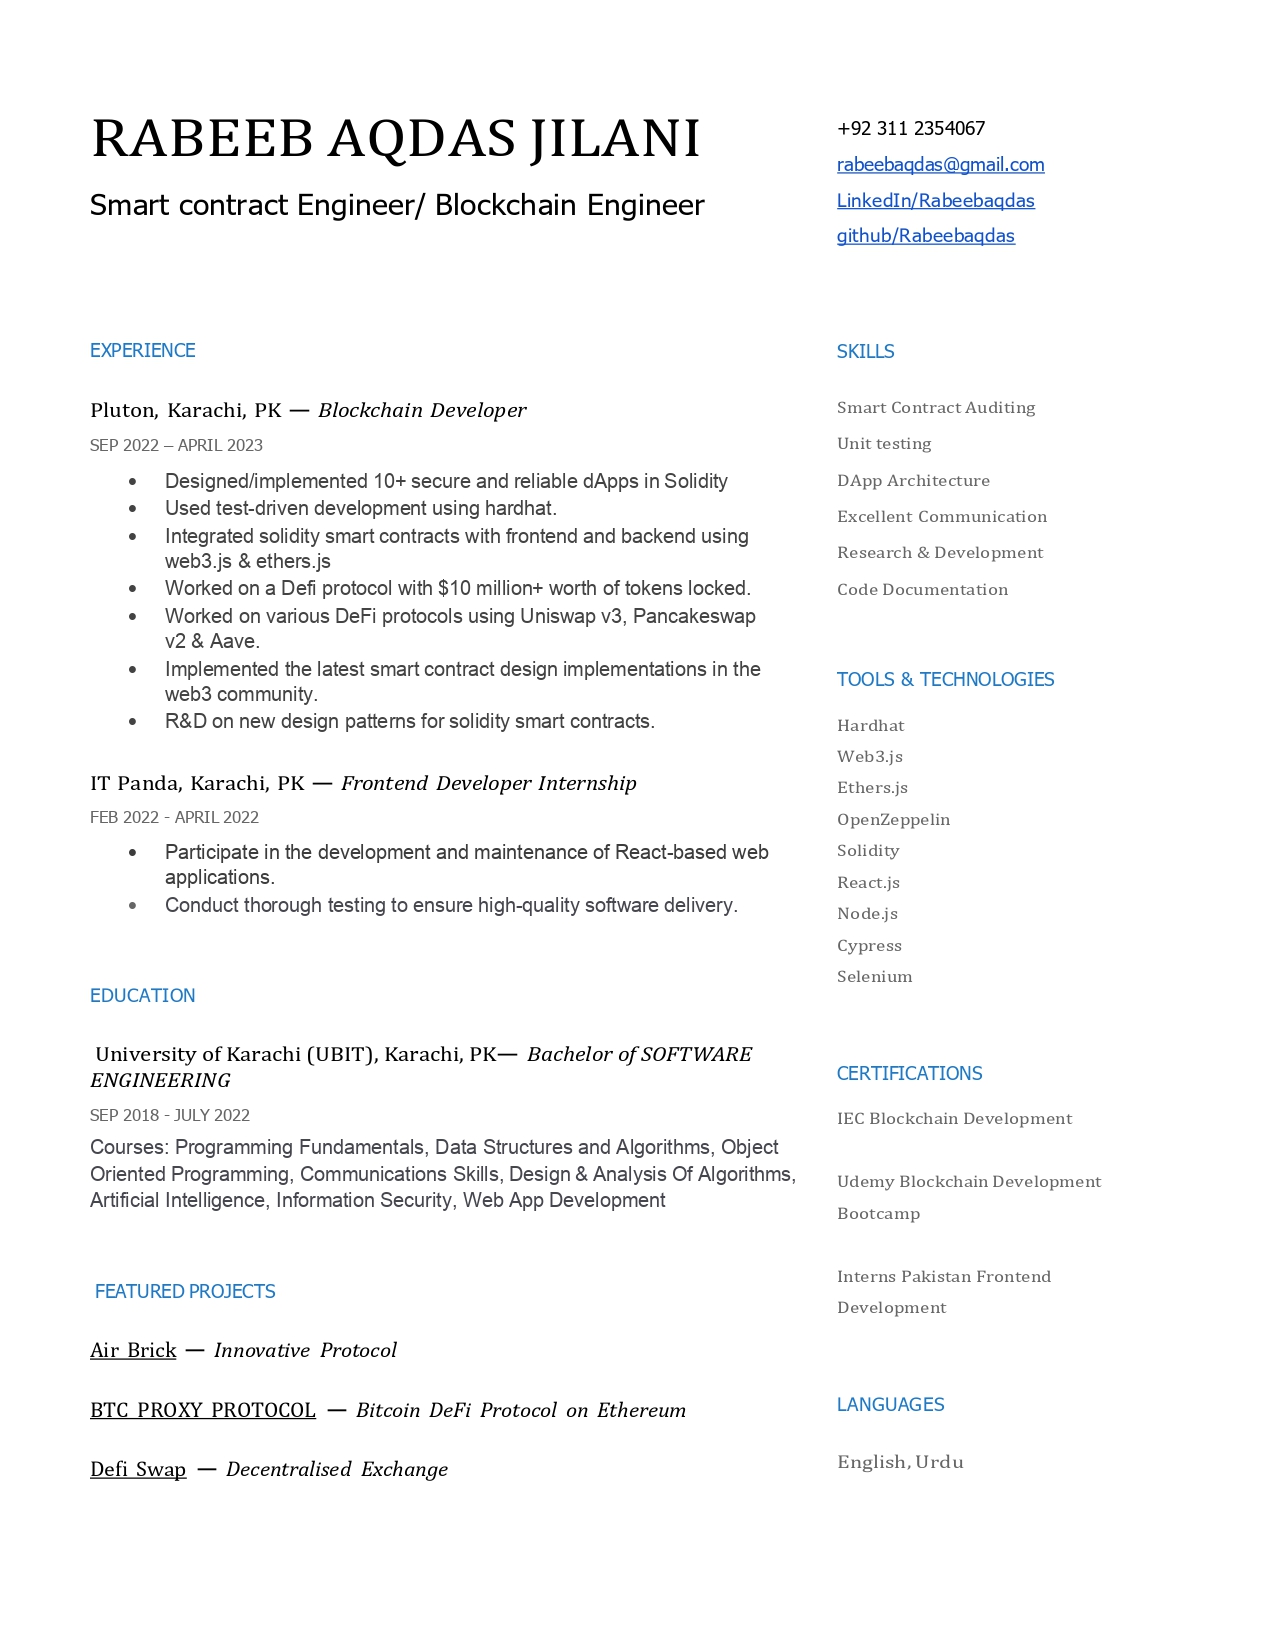 RABEEB AQDAS JILANI
Smart contract Engineer/ Blockchain Engineer
+92 311 2354067
rabeebaqdas@gmail.com
LinkedIn/Rabeebaqdas
github/Rabeebaqdas
EXPERIENCE
Pluton, Karachi, PK — Blockchain Developer
SEP 2022 – APRIL 2023
• Designed/implemented 10+ secure and reliable dApps in Solidity
• Used test-driven development using hardhat.
• Integrated solidity smart contracts with frontend and backend using
web3.js & ethers.js
• Worked on a Defi protocol with $10 million+ worth of tokens locked.
• Worked on various DeFi protocols using Uniswap v3, Pancakeswap
v2 & Aave.
• Implemented the latest smart contract design implementations in the
web3 community.
• R&D on new design patterns for solidity smart contracts.
IT Panda, Karachi, PK — Frontend Developer Internship
FEB 2022 - APRIL 2022
• Participate in the development and maintenance of React-based web
applications.
• Conduct thorough testing to ensure high-quality software delivery.
EDUCATION
University of Karachi (UBIT), Karachi, PK— Bachelor of SOFTWARE
ENGINEERING
SEP 2018 - JULY 2022
Courses: Programming Fundamentals, Data Structures and Algorithms, Object
Oriented Programming, Communications Skills, Design & Analysis Of Algorithms,
Artificial Intelligence, Information Security, Web App Development
FEATURED PROJECTS
Air Brick — Innovative Protocol
BTC PROXY PROTOCOL — Bitcoin DeFi Protocol on Ethereum
Defi Swap — Decentralised Exchange
SKILLS
Smart Contract Auditing
Unit testing
DApp Architecture
Excellent Communication
Research & Development
Code Documentation
TOOLS & TECHNOLOGIES
Hardhat
Web3.js
Ethers.js
OpenZeppelin
Solidity
React.js
Node.js
Cypress
Selenium
CERTIFICATIONS
IEC Blockchain Development
Udemy Blockchain Development
Bootcamp
Interns Pakistan Frontend
Development
LANGUAGES
English, Urdu